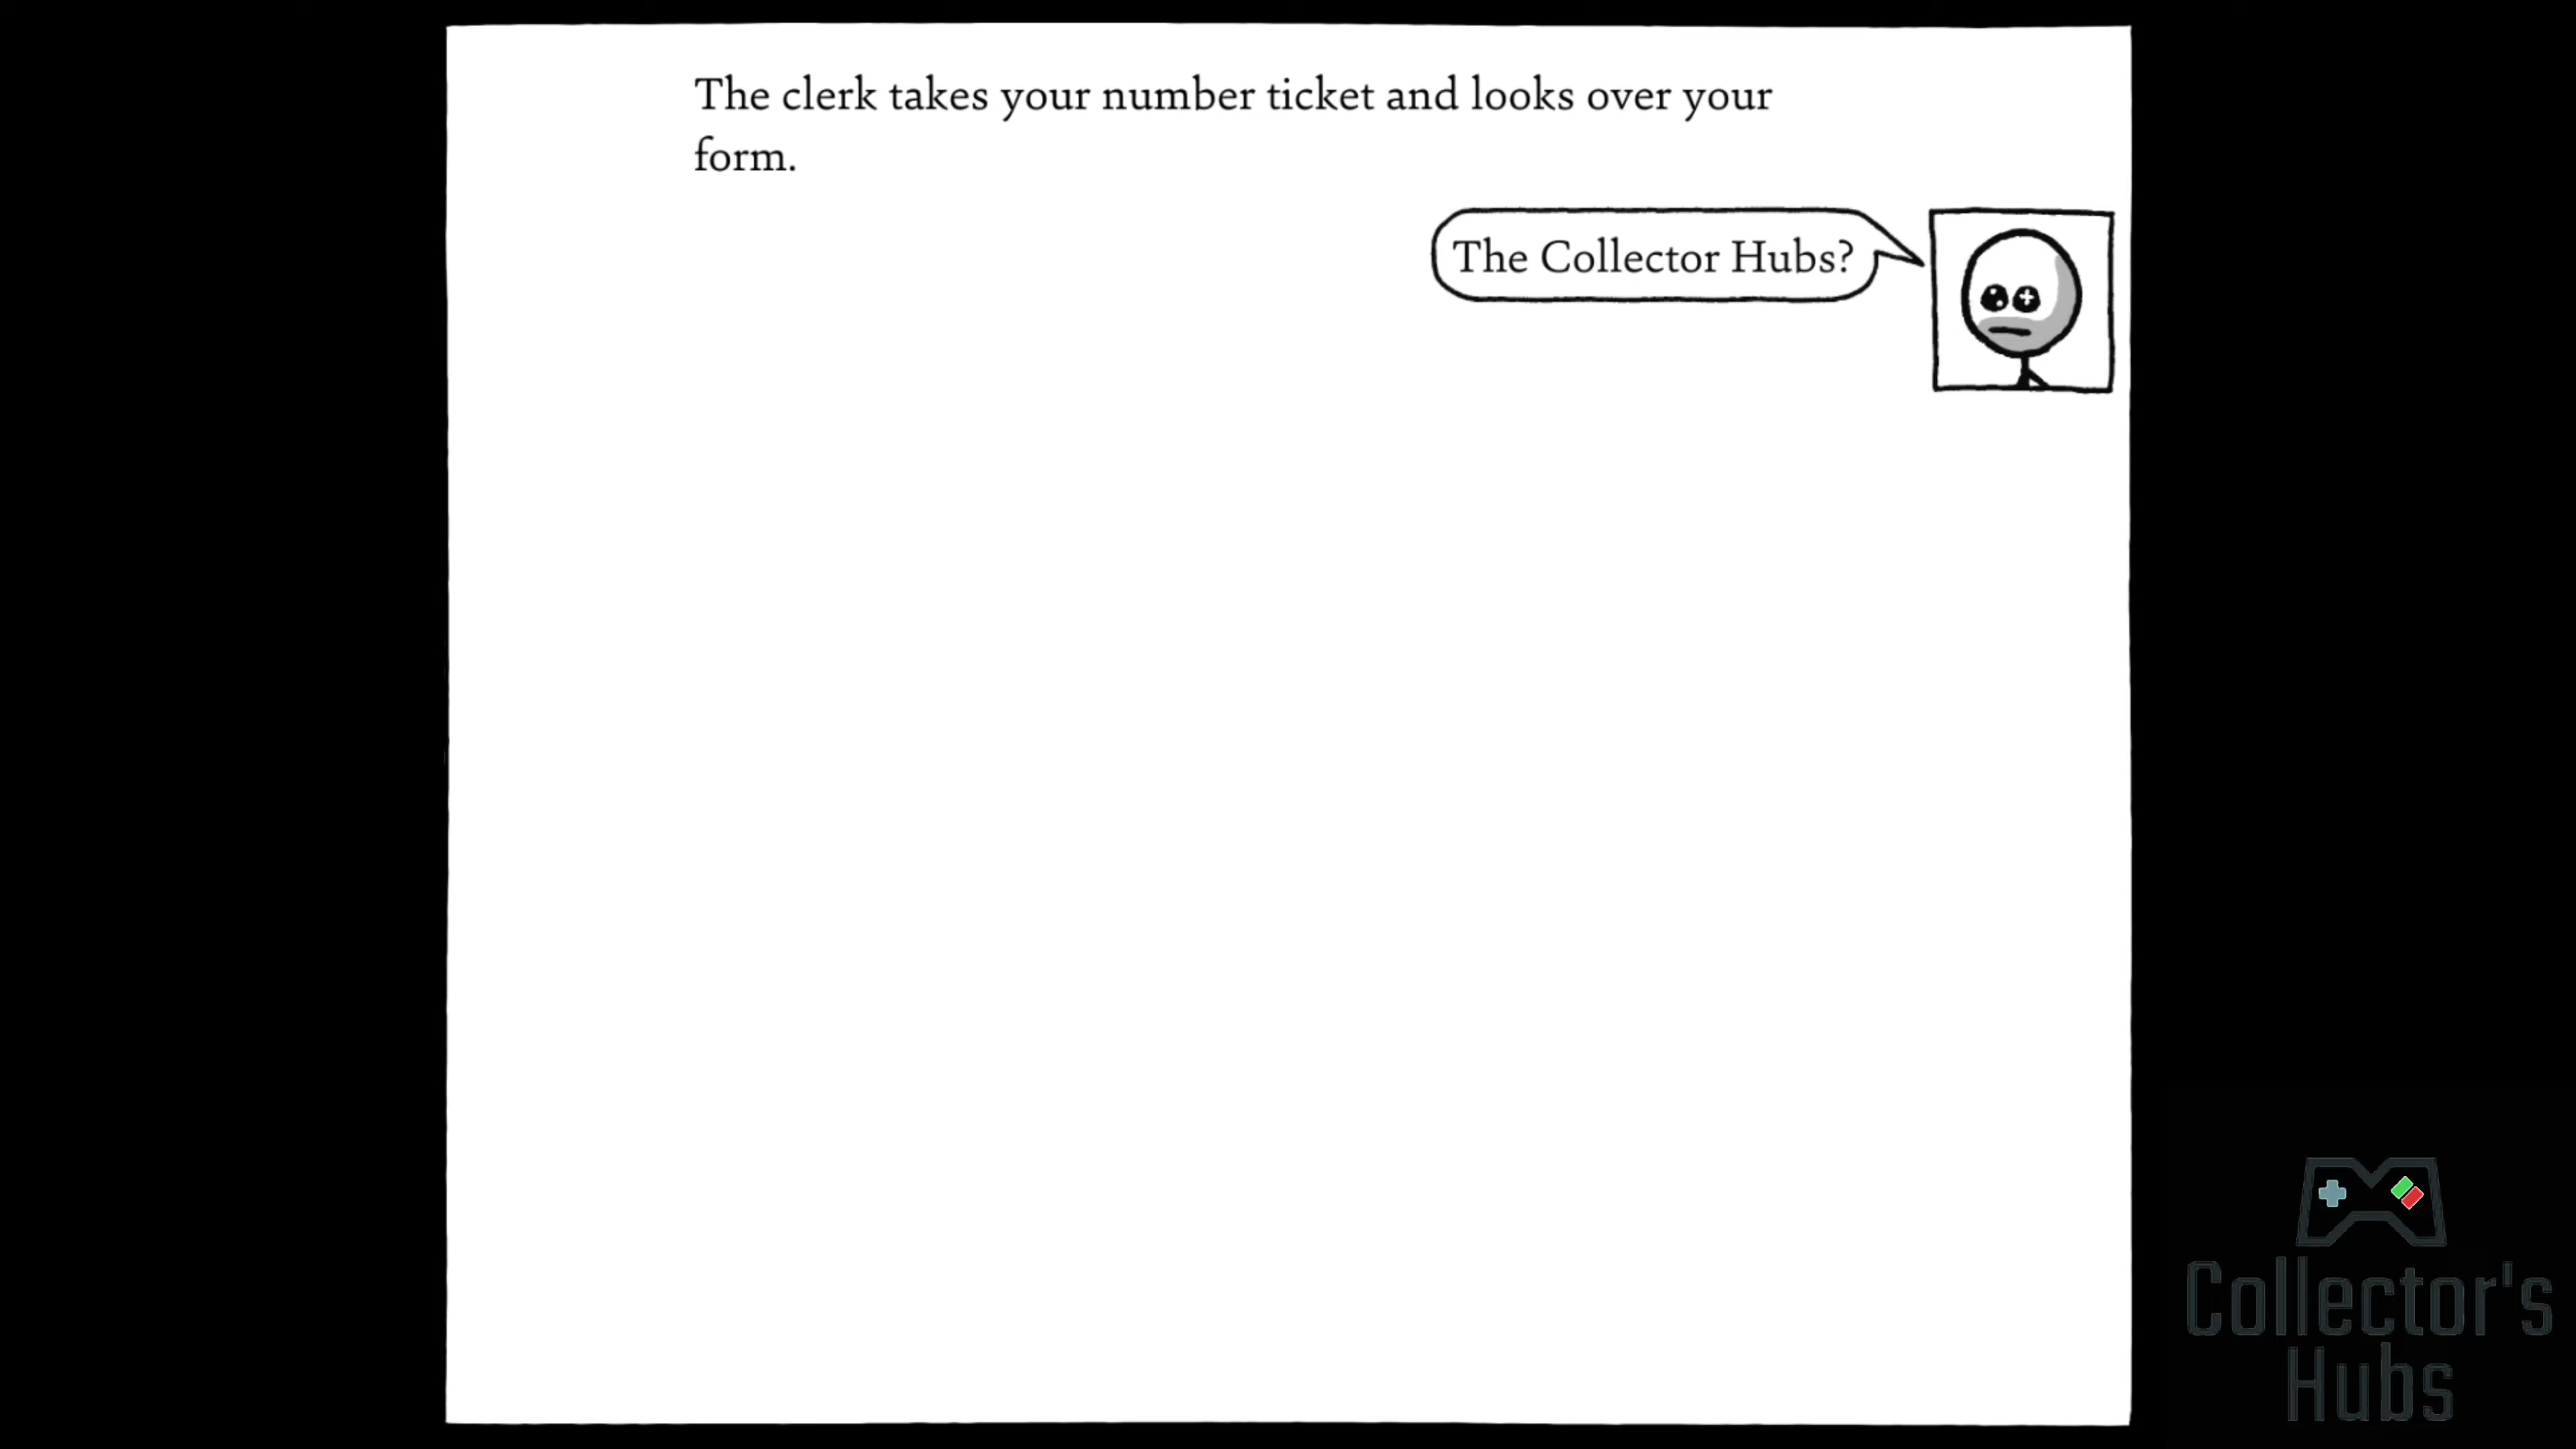 The clerk takes your number ticket and looks over your
form.
The Collector Hubs?
Collector's
Hubs